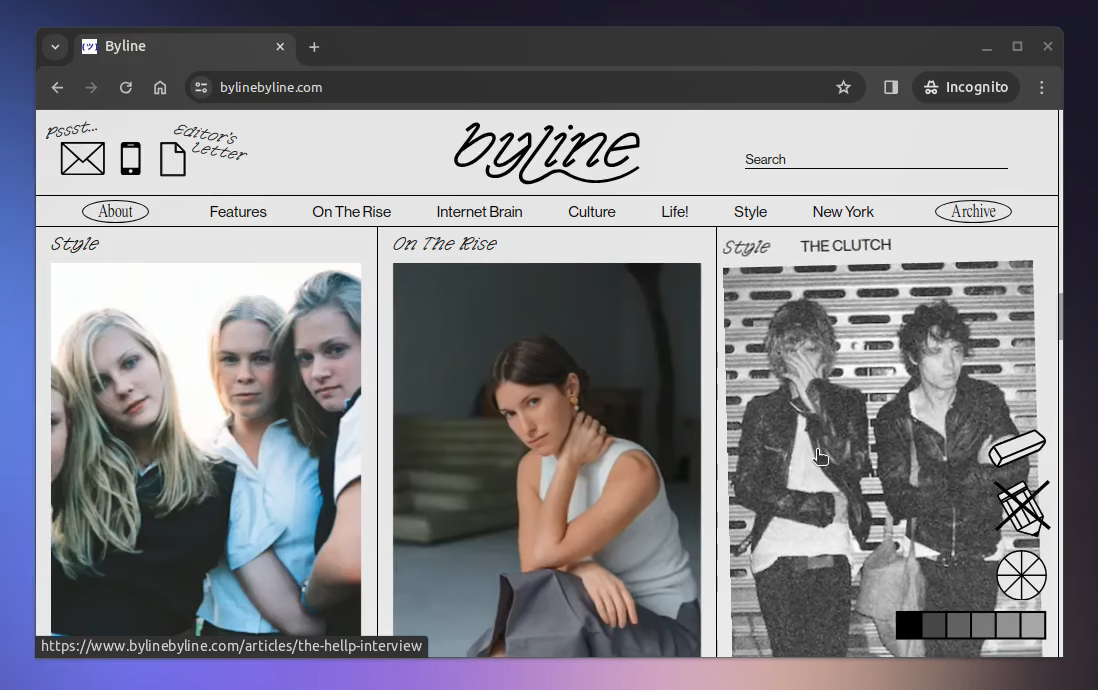 Byline
bylinebyline.com
Incognito
pssst...
Editor's
Letter
byline
Search
About
Features
On The Rise
Internet Brain
Culture
Life!
Style
New York
Archive
Style
On The Rise
Style
THE CLUTCH
https://www.bylinebyline.com/articles/the-hellp-interview